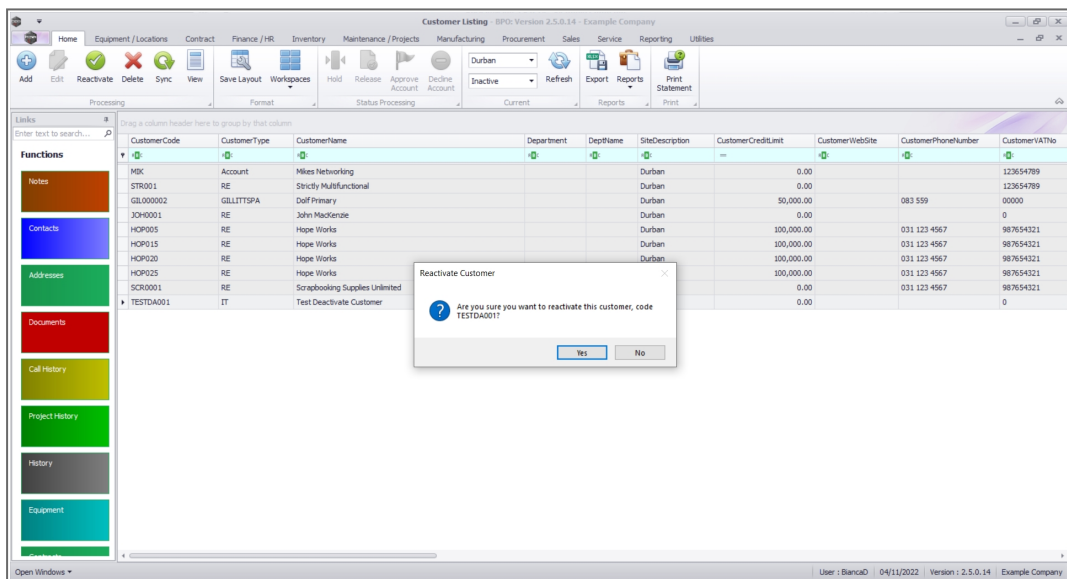 Customer Listing - BPO: Version 2.5.0.14 - Example Company
Home Equipment / Locations Contract Finance / HR Inventory Maintenance / Projects Manufacturing Procurement Sales Service Reporting Utilities
Add Edit Reactivate Delete Sync View Save Layout Workspaces Hold Release Approve Account Decline Account Durban Inactive Refresh Export Reports Print Statement
Processing Format Status Processing Current Reports Print
Links
Enter text to search...
Drag a column header here to group by that column
Functions
CustomerCode CustomerType CustomerName Department DeptName SiteDescription CustomerCreditLimit CustomerWebSite CustomerPhoneNumber CustomerVATNo
MIK Account Mikes Networking Durban 0.00 123654789
STR001 RE Strictly Multifunctional Durban 0.00 123654789
GIL000002 GILLITTSPA Dolf Primary Durban 50,000.00 083 559 00000
JOH0001 RE John MacKenzie Durban 0.00 0
HOP005 RE Hope Works Durban 100,000.00 031 123 4567 987654321
HOP015 RE Hope Works Durban 100,000.00 031 123 4567 987654321
HOP020 RE Hope Works Durban 100,000.00 031 123 4567 987654321
HOP025 RE Hope Works 100,000.00 031 123 4567 987654321
SCR0001 RE Scrapbooking Supplies Unlimited 0.00 031 123 4567 987654321
TESTDA001 IT Test Deactivate Customer 0.00 0
Notes
Contacts
Addresses
Documents
Call History
Project History
History
Equipment
Contracts
Reactivate Customer
Are you sure you want to reactivate this customer, code
TESTDA001?
Yes No
Open Windows User : BiancaD 04/11/2022 Version : 2.5.0.14 Example Company